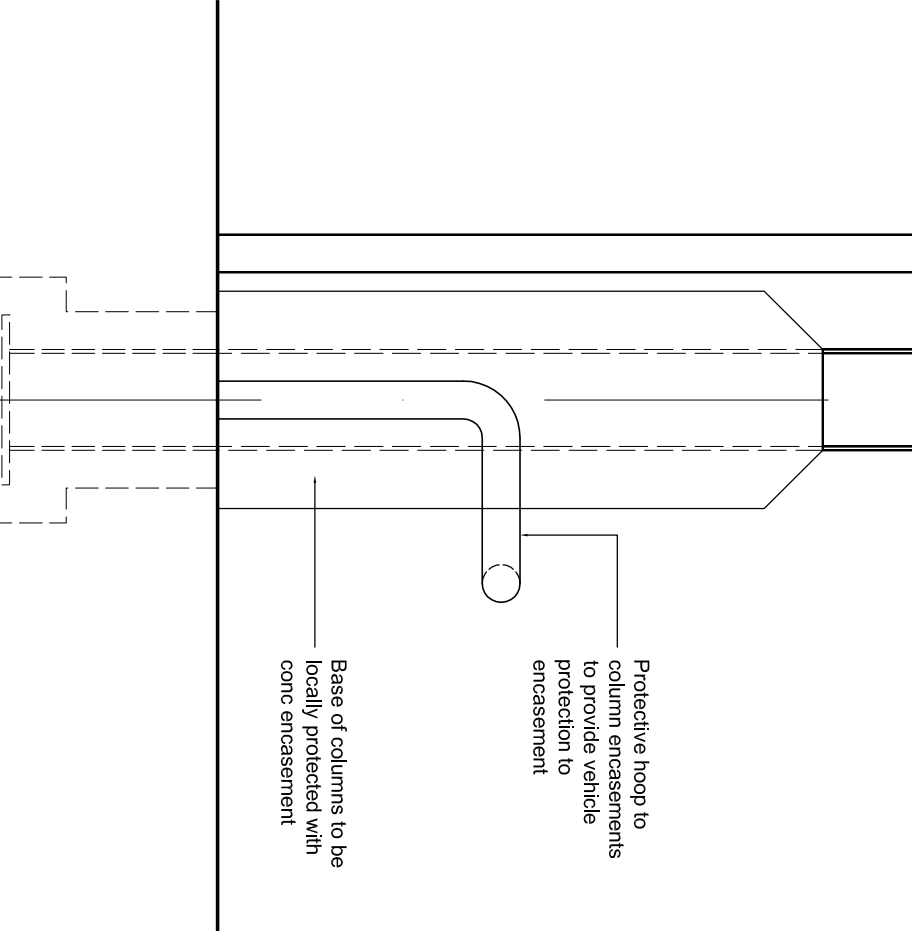 Protective hoop to
column encasements
to provide vehicle
protection to
encasement
Base of columns to be
locally protected with
conc encasement